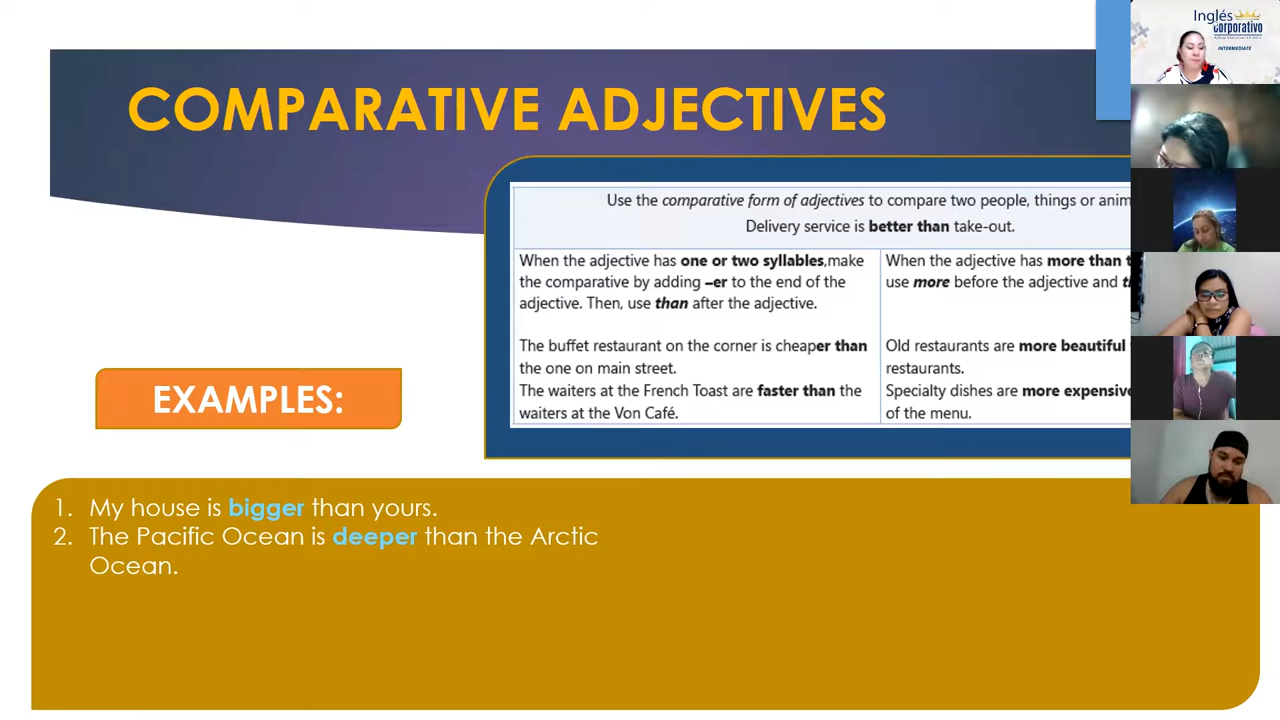 COMPARATIVE ADJECTIVES
Use the comparative form of adjectives to compare two people, things or anim
Delivery service is better than take-out.
When the adjective has one or two syllables,make
the comparative by adding –er to the end of the
adjective. Then, use than after the adjective.
The buffet restaurant on the corner is cheaper than
the one on main street.
The waiters at the French Toast are faster than the
waiters at the Von Café.
When the adjective has more than
use more before the adjective and
Old restaurants are more beautiful
restaurants.
Specialty dishes are more expensive
of the menu.
EXAMPLES:
1. My house is bigger than yours.
2. The Pacific Ocean is deeper than the Arctic
Ocean.
Inglés
Corporativo
INTERMEDIATE